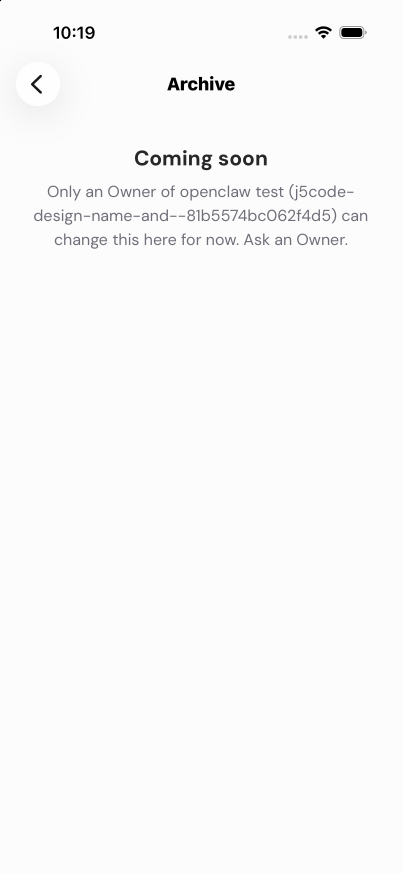 10:19
Archive
Coming soon
Only an Owner of openclaw test (j5code-
design-name-and--81b5574bc062f4d5) can
change this here for now. Ask an Owner.